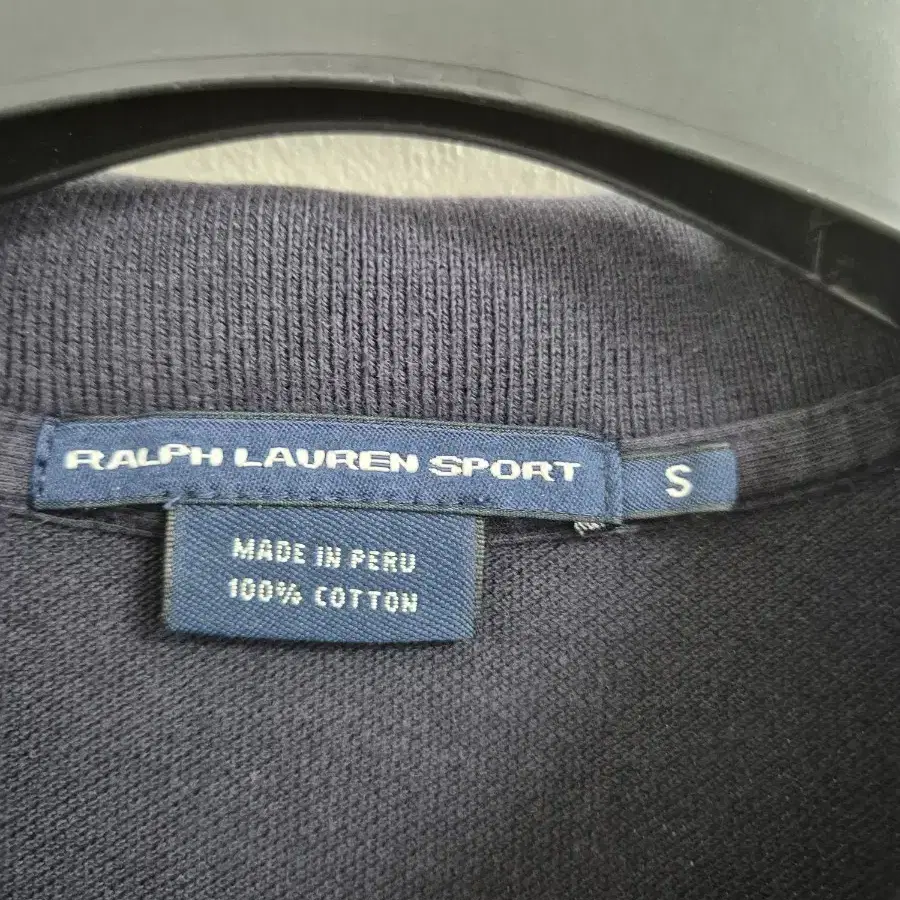 RALPH LAUREN SPORT
S
MADE IN PERU
100% COTTON